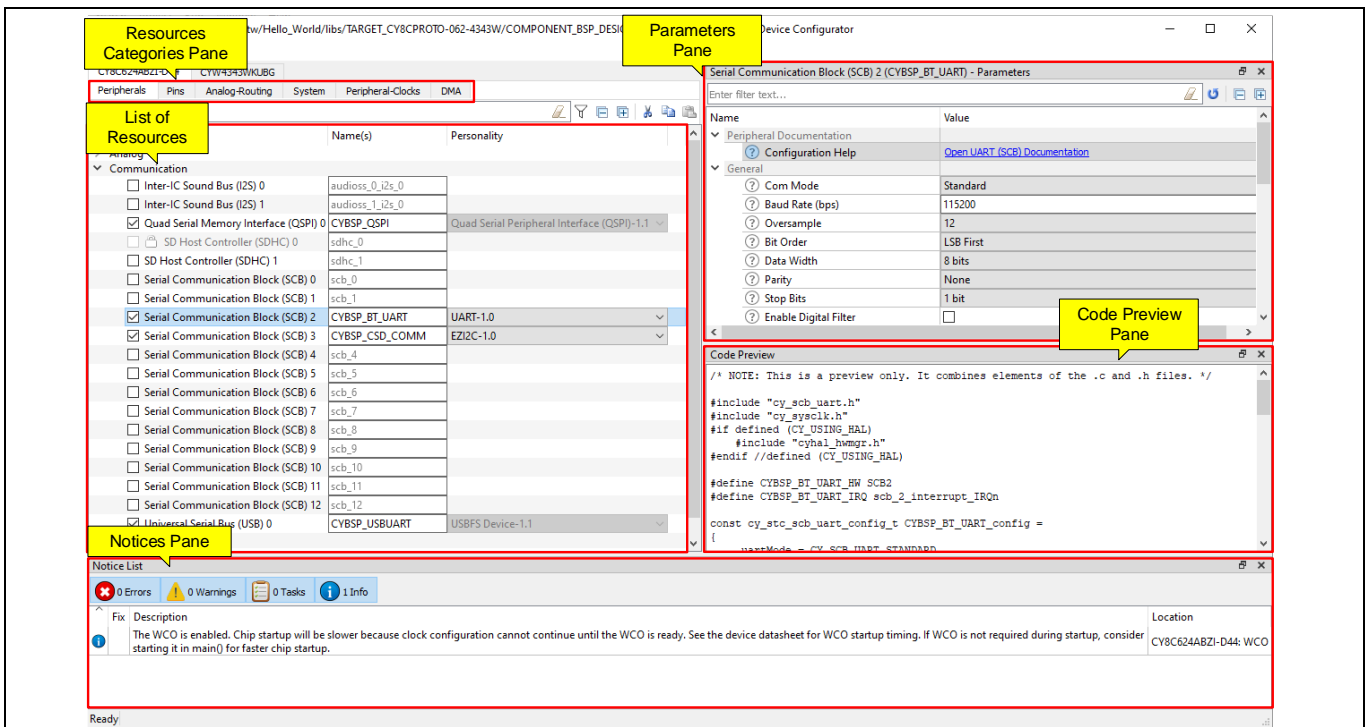 Resources
Categories Pane
Parameters
Pane
tw/Hello_World/libs/TARGET_CY8CPROTO-062-4343W/COMPONENT_BSP_DESIG
Device Configurator
CY8C624ABZI-D44
CYW4343WKUBG
Peripherals Pins Analog-Routing System Peripheral-Clocks DMA
List of
Resources
Name(s) Personality
Analog
Communication
Inter-IC Sound Bus (I2S) 0 audioss_0_i2s_0
Inter-IC Sound Bus (I2S) 1 audioss_1_i2s_0
Quad Serial Memory Interface (QSPI) 0 CYBSP_QSPI Quad Serial Peripheral Interface (QSPI)-1.1
SD Host Controller (SDHC) 0 sdhc_0
SD Host Controller (SDHC) 1 sdhc_1
Serial Communication Block (SCB) 0 scb_0
Serial Communication Block (SCB) 1 scb_1
Serial Communication Block (SCB) 2 CYBSP_BT_UART UART-1.0
Serial Communication Block (SCB) 3 CYBSP_CSD_COMM EZI2C-1.0
Serial Communication Block (SCB) 4 scb_4
Serial Communication Block (SCB) 5 scb_5
Serial Communication Block (SCB) 6 scb_6
Serial Communication Block (SCB) 7 scb_7
Serial Communication Block (SCB) 8 scb_8
Serial Communication Block (SCB) 9 scb_9
Serial Communication Block (SCB) 10 scb_10
Serial Communication Block (SCB) 11 scb_11
Serial Communication Block (SCB) 12 scb_12
Universal Serial Bus (USB) 0 CYBSP_USBUART USBFS Device-1.1
Serial Communication Block (SCB) 2 (CYBSP_BT_UART) - Parameters
Enter filter text...
Name Value
Peripheral Documentation
Configuration Help Open UART (SCB) Documentation
General
Com Mode Standard
Baud Rate (bps) 115200
Oversample 12
Bit Order LSB First
Data Width 8 bits
Parity None
Stop Bits 1 bit
Enable Digital Filter
Code Preview
Pane
Code Preview
/* NOTE: This is a preview only. It combines elements of the .c and .h files. */
#include "cy_scb_uart.h"
#include "cy_sysclk.h"
#if defined (CY_USING_HAL)
#include "cyhal_hwmgr.h"
#endif //defined (CY_USING_HAL)
#define CYBSP_BT_UART_HW SCB2
#define CYBSP_BT_UART_IRQ scb_2_interrupt_IRQn
const cy_stc_scb_uart_config_t CYBSP_BT_UART_config =
{
.uartMode = CY_SCB_UART_STANDARD,
Notices Pane
Notice List
0 Errors 0 Warnings 0 Tasks 1 Info
Fix Description Location
The WCO is enabled. Chip startup will be slower because clock configuration cannot continue until the WCO is ready. See the device datasheet for WCO startup timing. If WCO is not required during startup, consider
starting it in main() for faster chip startup.
CY8C624ABZI-D44: WCO
Ready